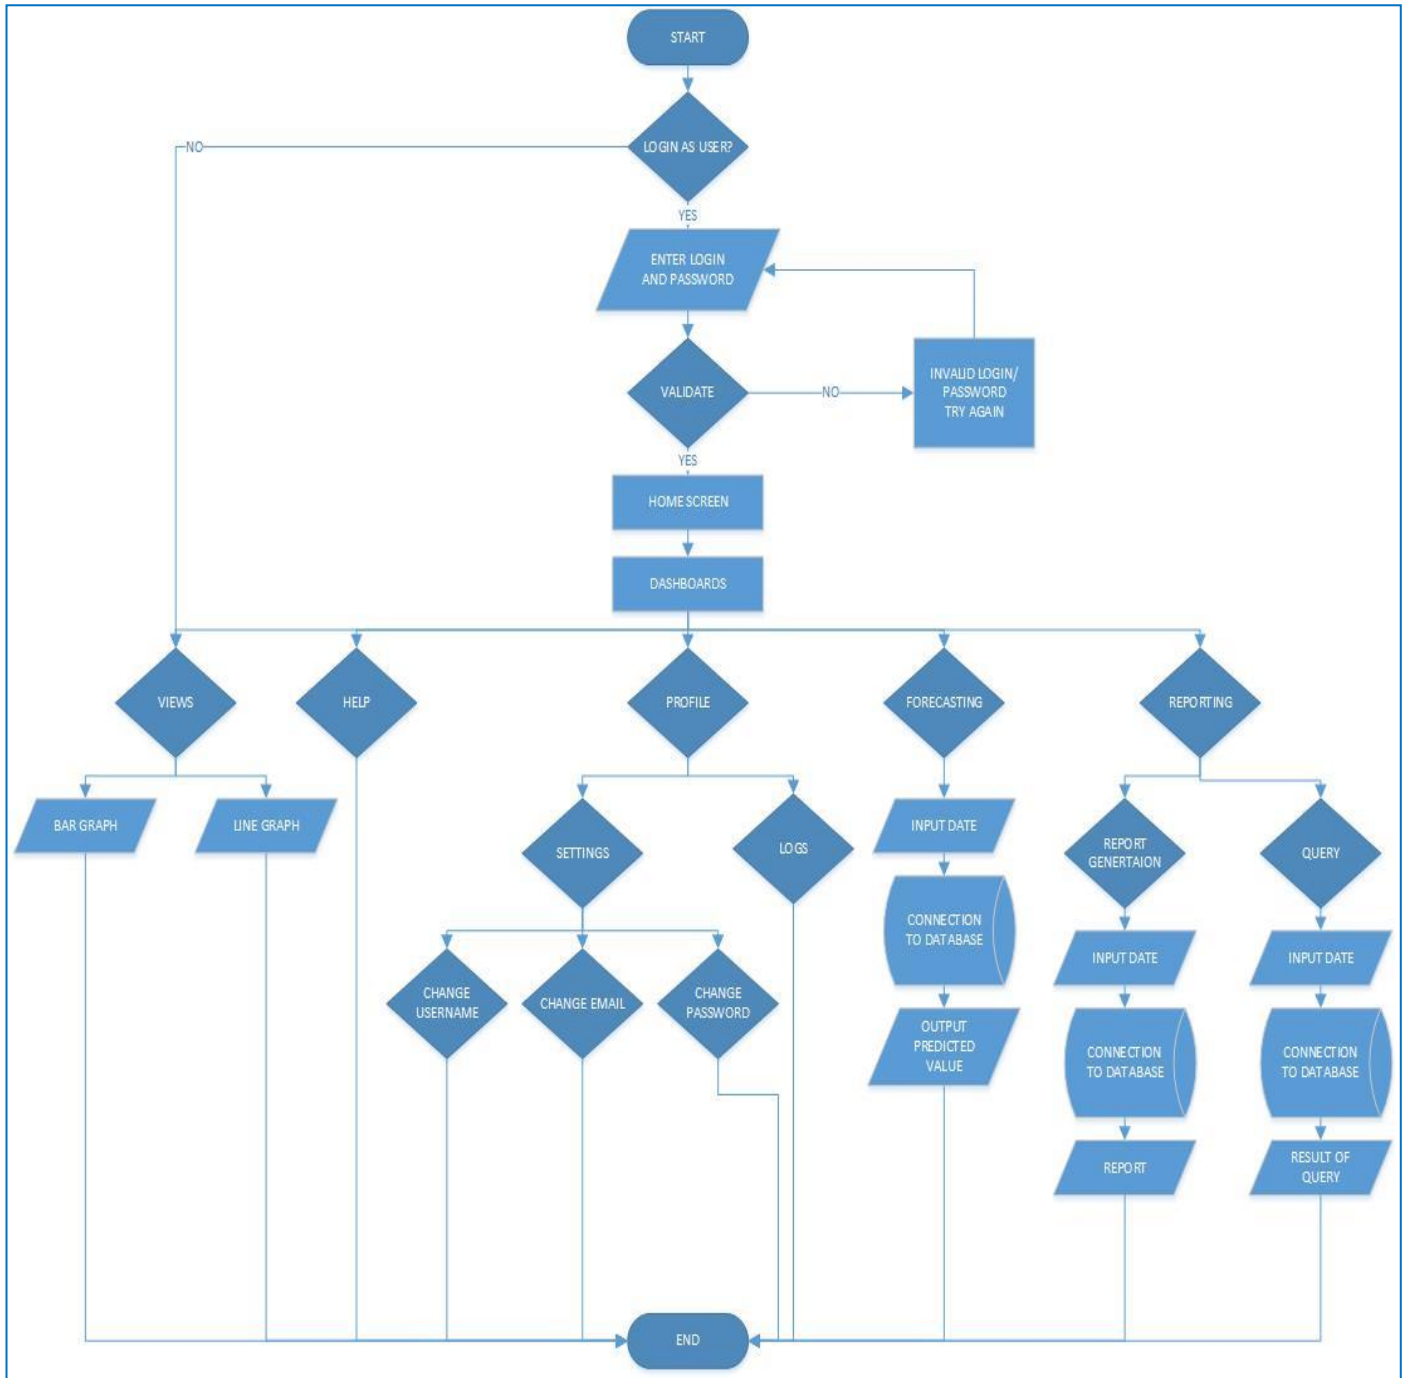 START
LOGIN AS USER?
NO
YES
ENTER LOGIN
AND PASSWORD
VALIDATE
NO
INVALID LOGIN/
PASSWORD
TRY AGAIN
YES
HOME SCREEN
DASHBOARDS
VIEWS
HELP
PROFILE
FORECASTING
REPORTING
BAR GRAPH
LINE GRAPH
SETTINGS
LOGS
INPUT DATE
REPORT
GENERTAION
QUERY
CONNECTION
TO DATABASE
INPUT DATE
INPUT DATE
CHANGE
USERNAME
CHANGE EMAIL
CHANGE
PASSWORD
OUTPUT
PREDICTED
VALUE
CONNECTION
TO DATABASE
CONNECTION
TO DATABASE
REPORT
RESULT OF
QUERY
END